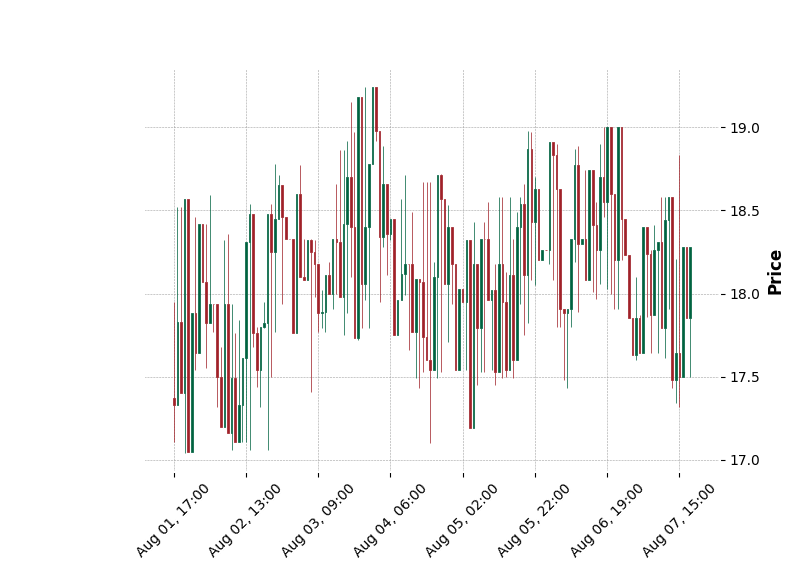 19.0
18.5
18.0
17.5
17.0
Price
Aug 01, 17:00
Aug 02, 13:00
Aug 03, 09:00
Aug 04, 06:00
Aug 05, 02:00
Aug 05, 22:00
Aug 06, 19:00
Aug 07, 15:00